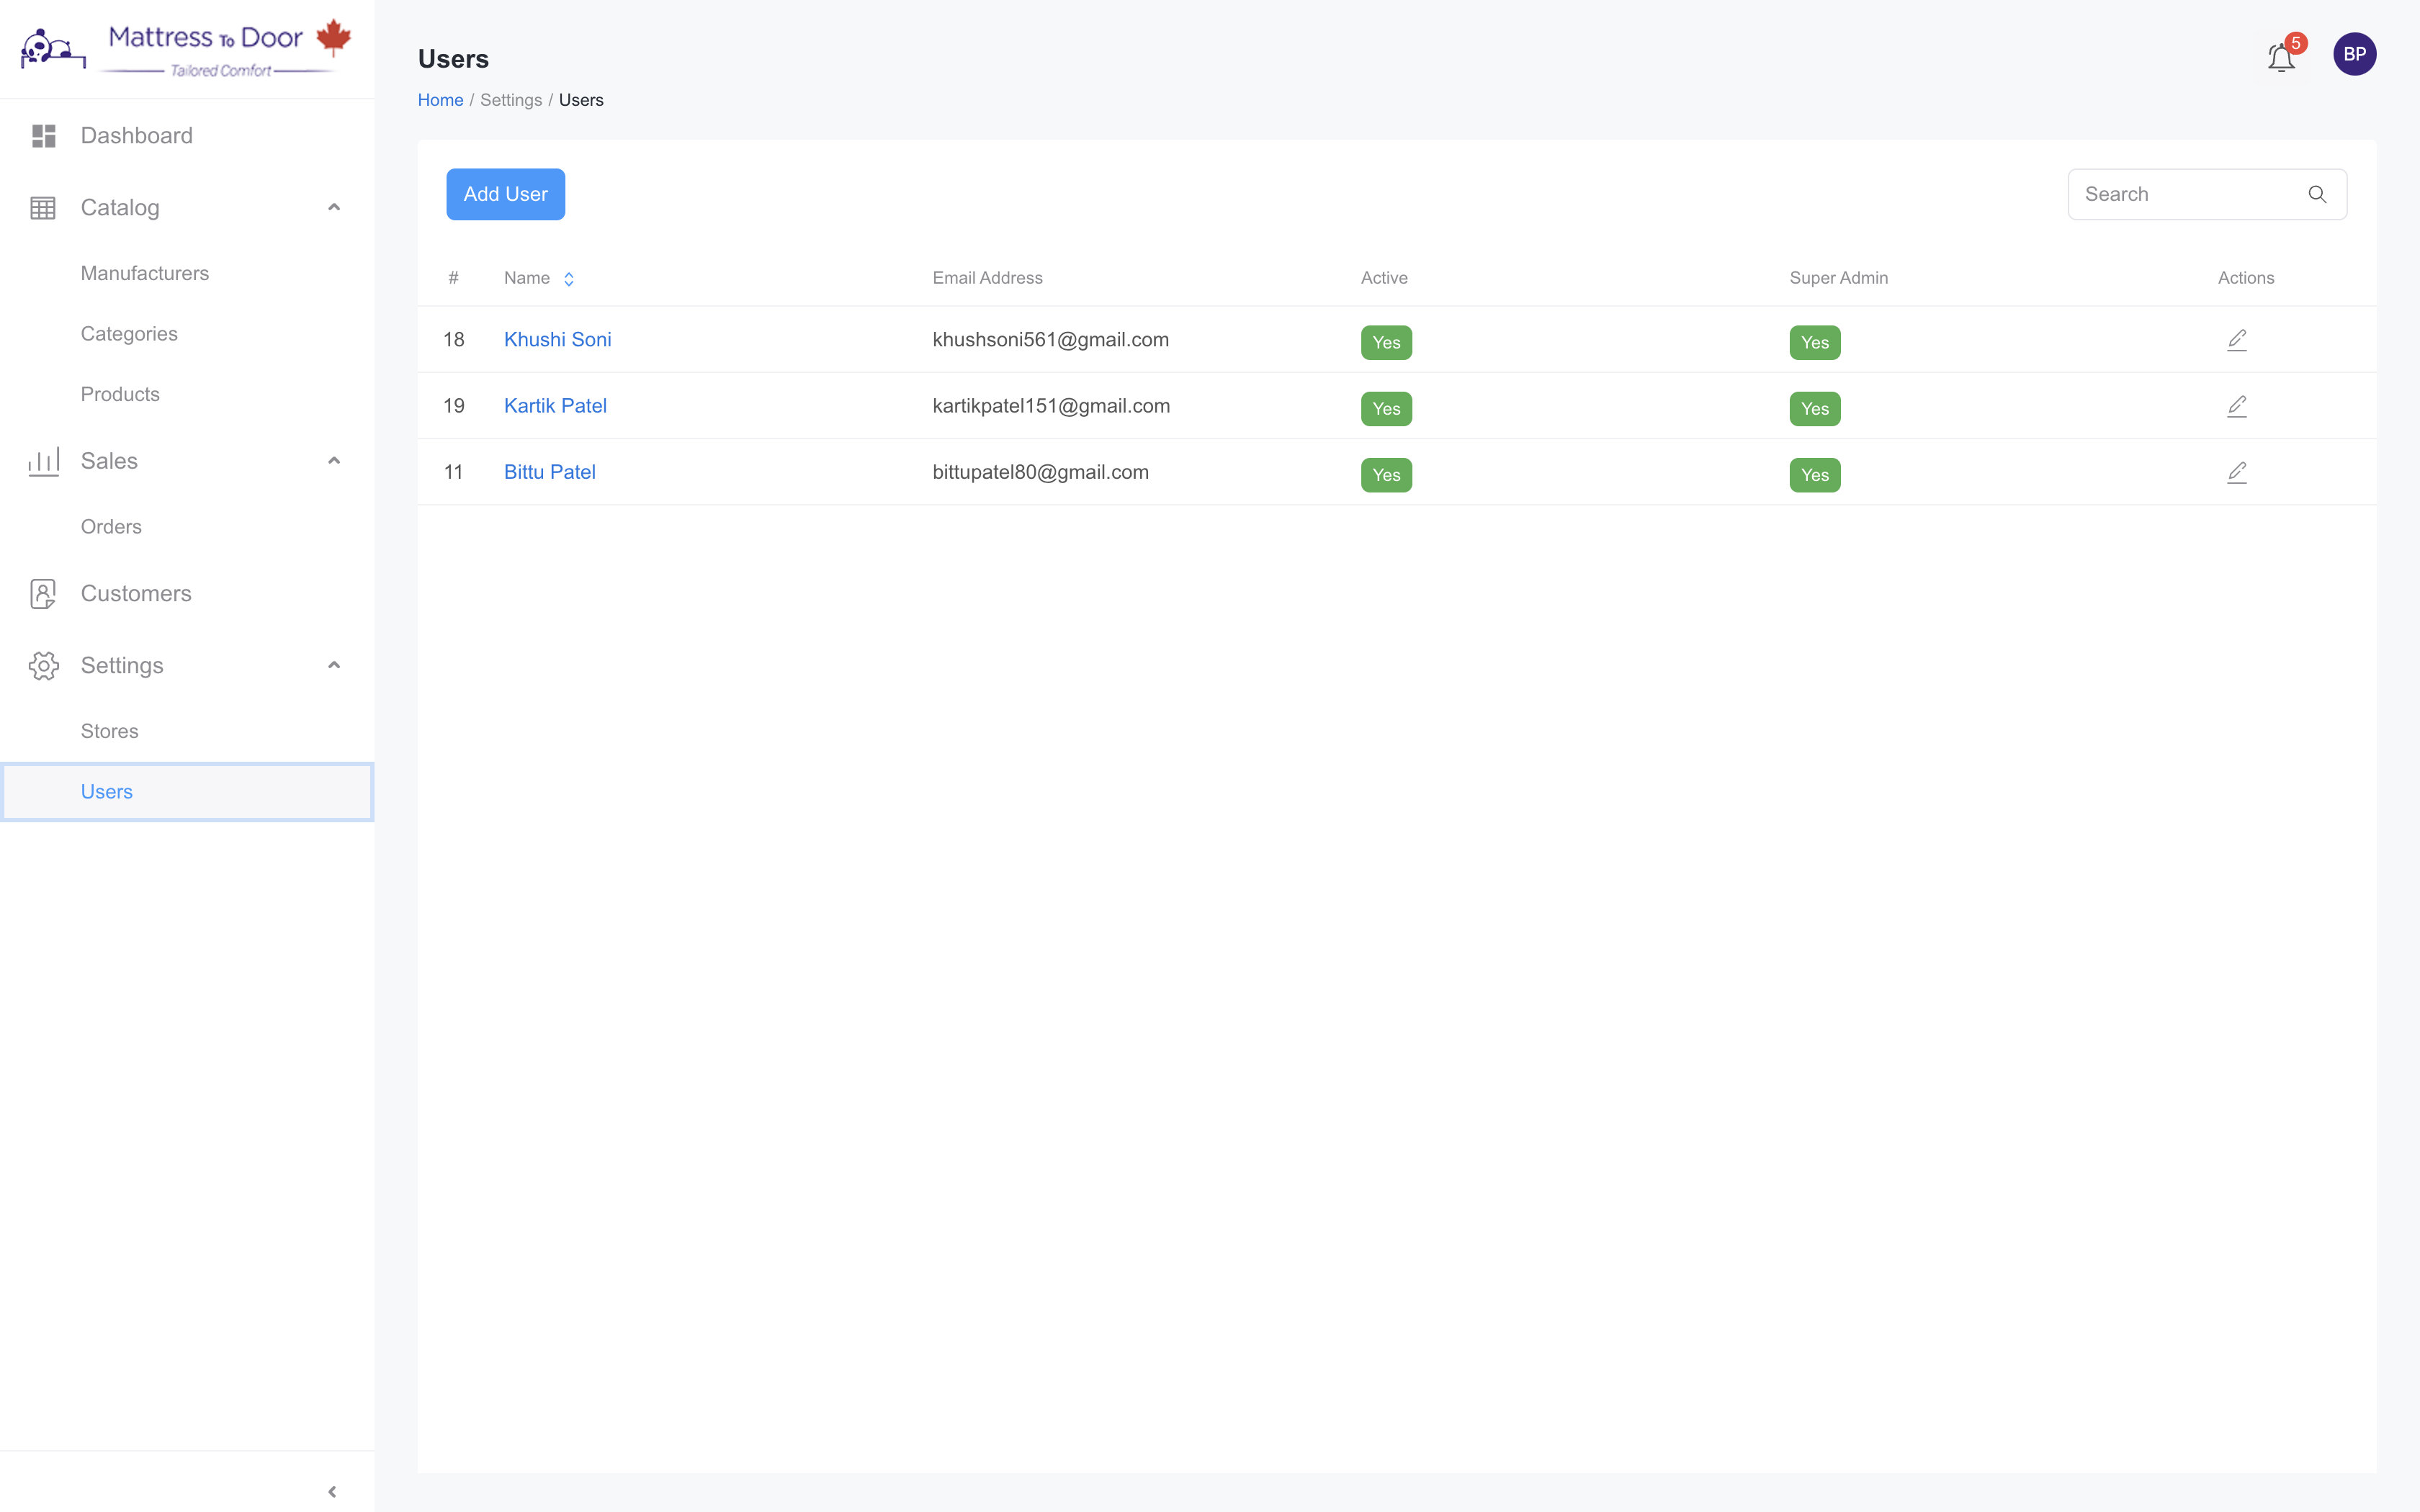 Mattress To Door
Tailored Comfort
Dashboard
Catalog
Manufacturers
Categories
Products
Sales
Orders
Customers
Settings
Stores
Users
Users
5
BP
Home / Settings / Users
Add User
Search
# Name Email Address Active Super Admin Actions
18 Khushi Soni khushsoni561@gmail.com Yes Yes
19 Kartik Patel kartikpatel151@gmail.com Yes Yes
11 Bittu Patel bittupatel80@gmail.com Yes Yes